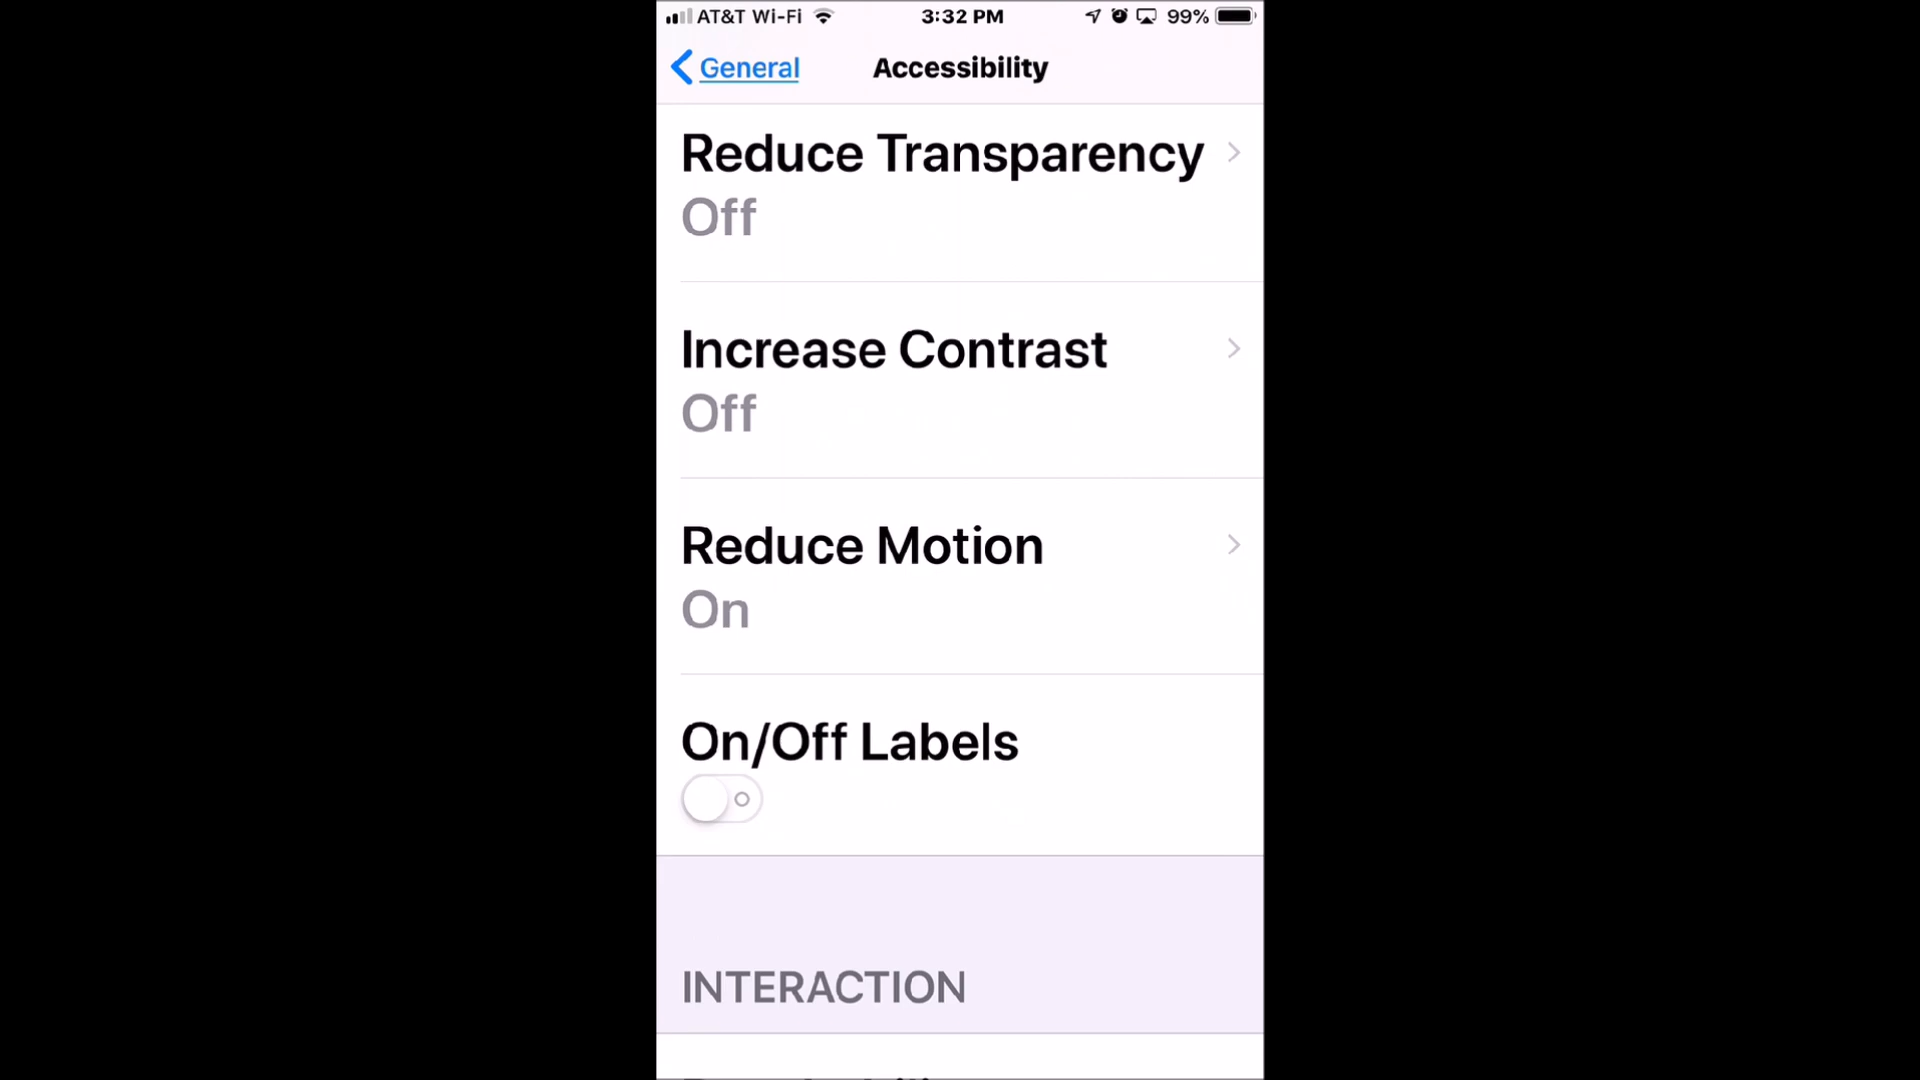 AT&T Wi-Fi 3:32 PM 99%
General Accessibility
Reduce Transparency
Off
Increase Contrast
Off
Reduce Motion
On
On/Off Labels
INTERACTION